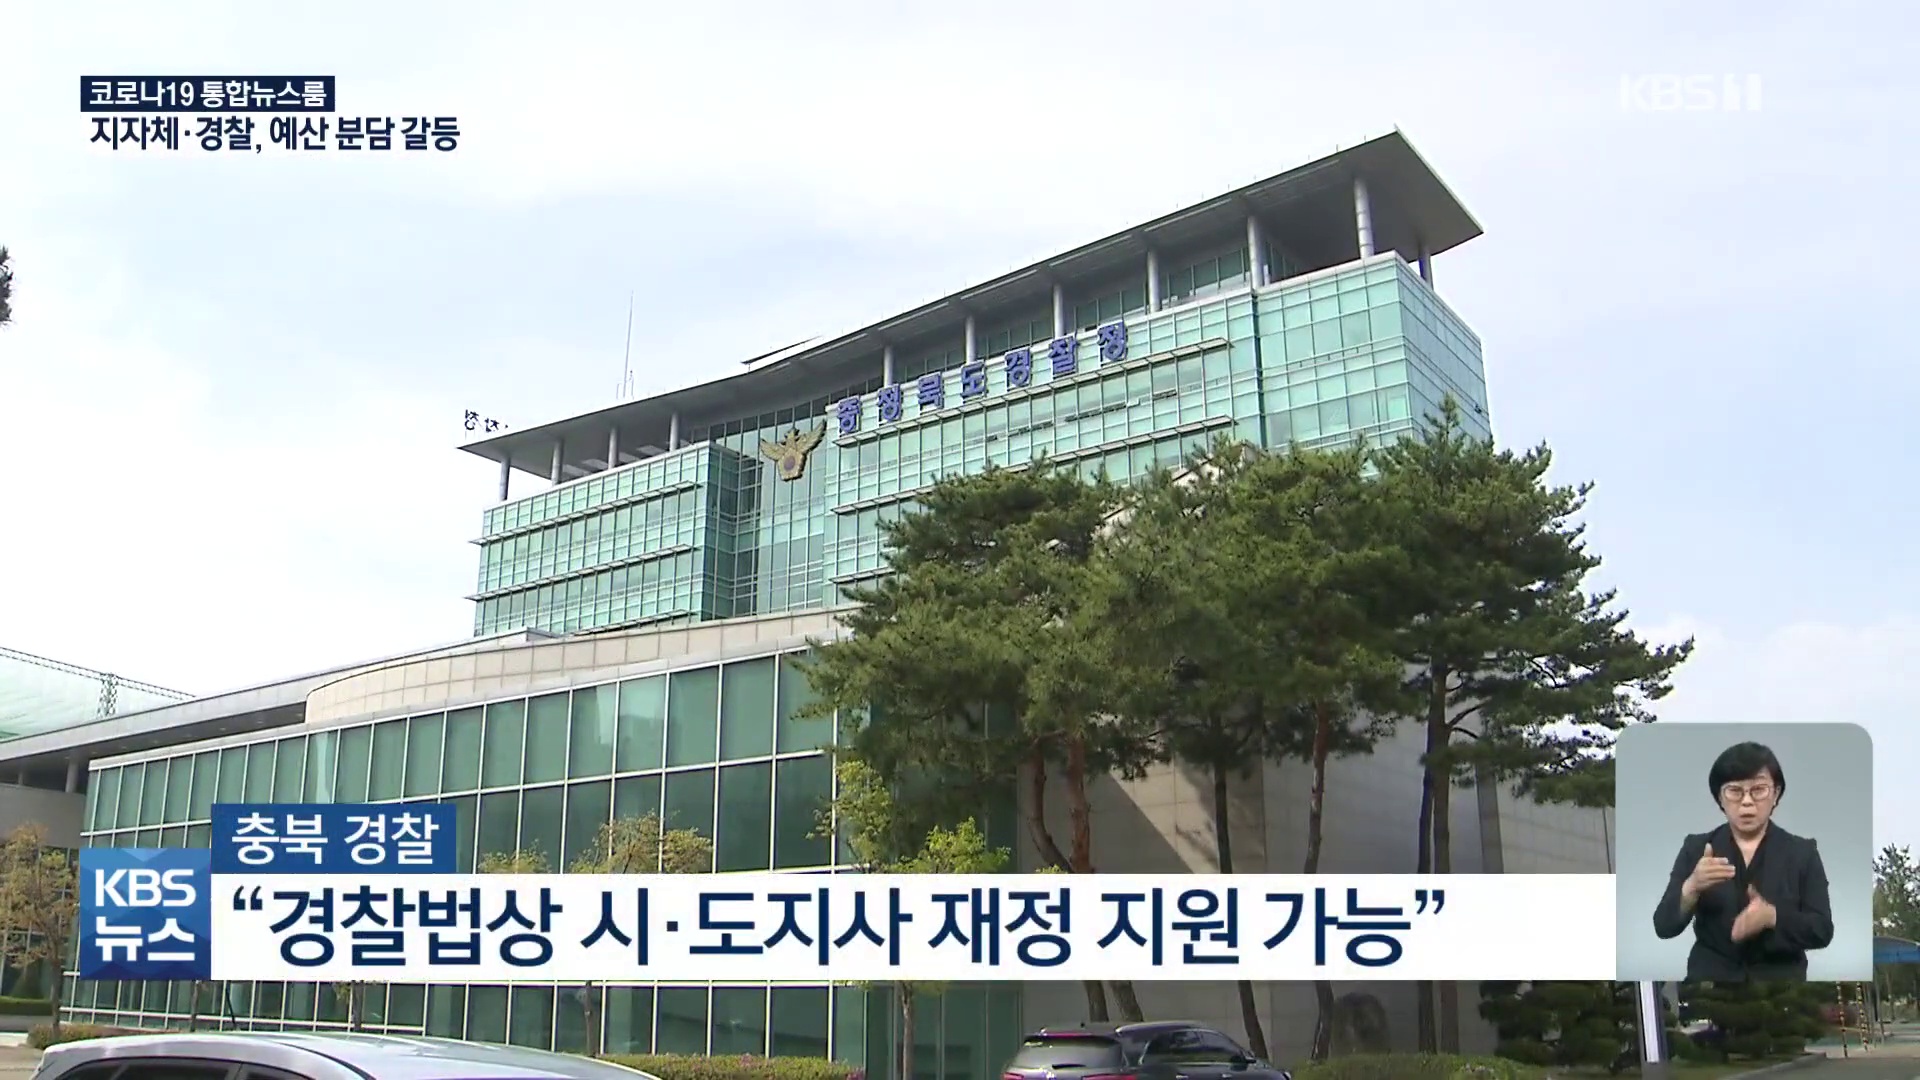 코로나19 통합뉴스룸
지자체·경찰, 예산 분담 갈등
KBS 1
충청북도경찰청
충북 경찰
KBS
뉴스
“경찰법상 시·도지사 재정 지원 가능”